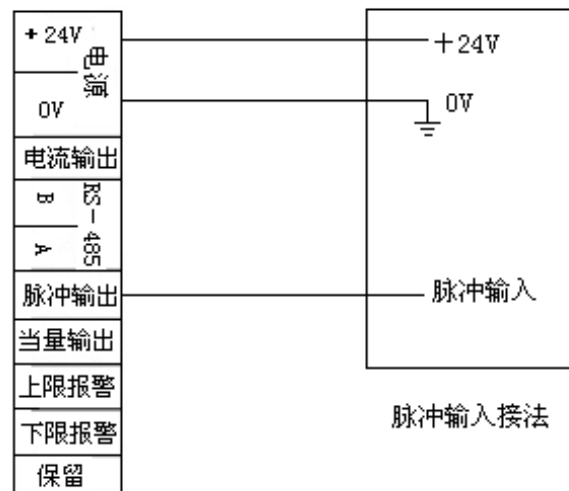 +24V
电源
0V
电流输出
B
A
RS-485
脉冲输出
当量输出
上限报警
下限报警
保留
+24V
0V
脉冲输入
脉冲输入接法